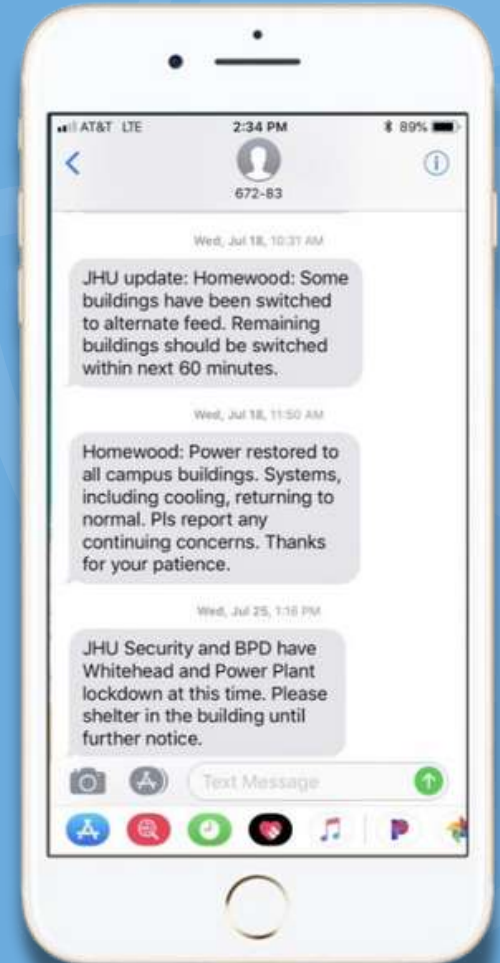 AT&T LTE 2:34 PM 89%
672-83
Wed, Jul 18, 10:31 AM
JHU update: Homewood: Some
buildings have been switched
to alternate feed. Remaining
buildings should be switched
within next 60 minutes.
Wed, Jul 18, 11:50 AM
Homewood: Power restored to
all campus buildings. Systems,
including cooling, returning to
normal. Pls report any
continuing concerns. Thanks
for your patience.
Wed, Jul 25, 1:16 PM
JHU Security and BPD have
Whitehead and Power Plant
lockdown at this time. Please
shelter in the building until
further notice.
Text Message